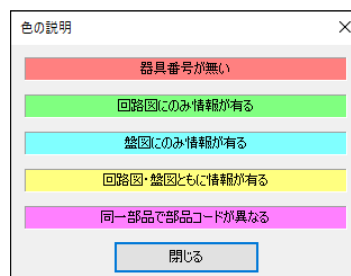 色の説明
器具番号が無い
回路図にのみ情報が有る
盤図にのみ情報が有る
回路図・盤図ともに情報が有る
同一部品で部品コードが異なる
閉じる